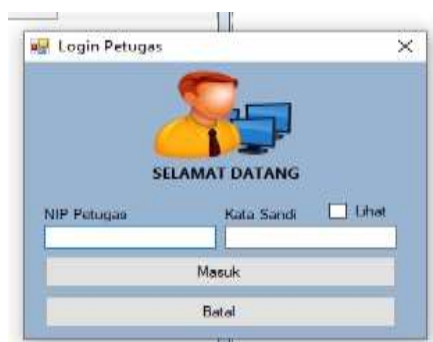 Login Petugas
SELAMAT DATANG
NIP Petugas
Kata Sandi
Lihat
Masuk
Batal